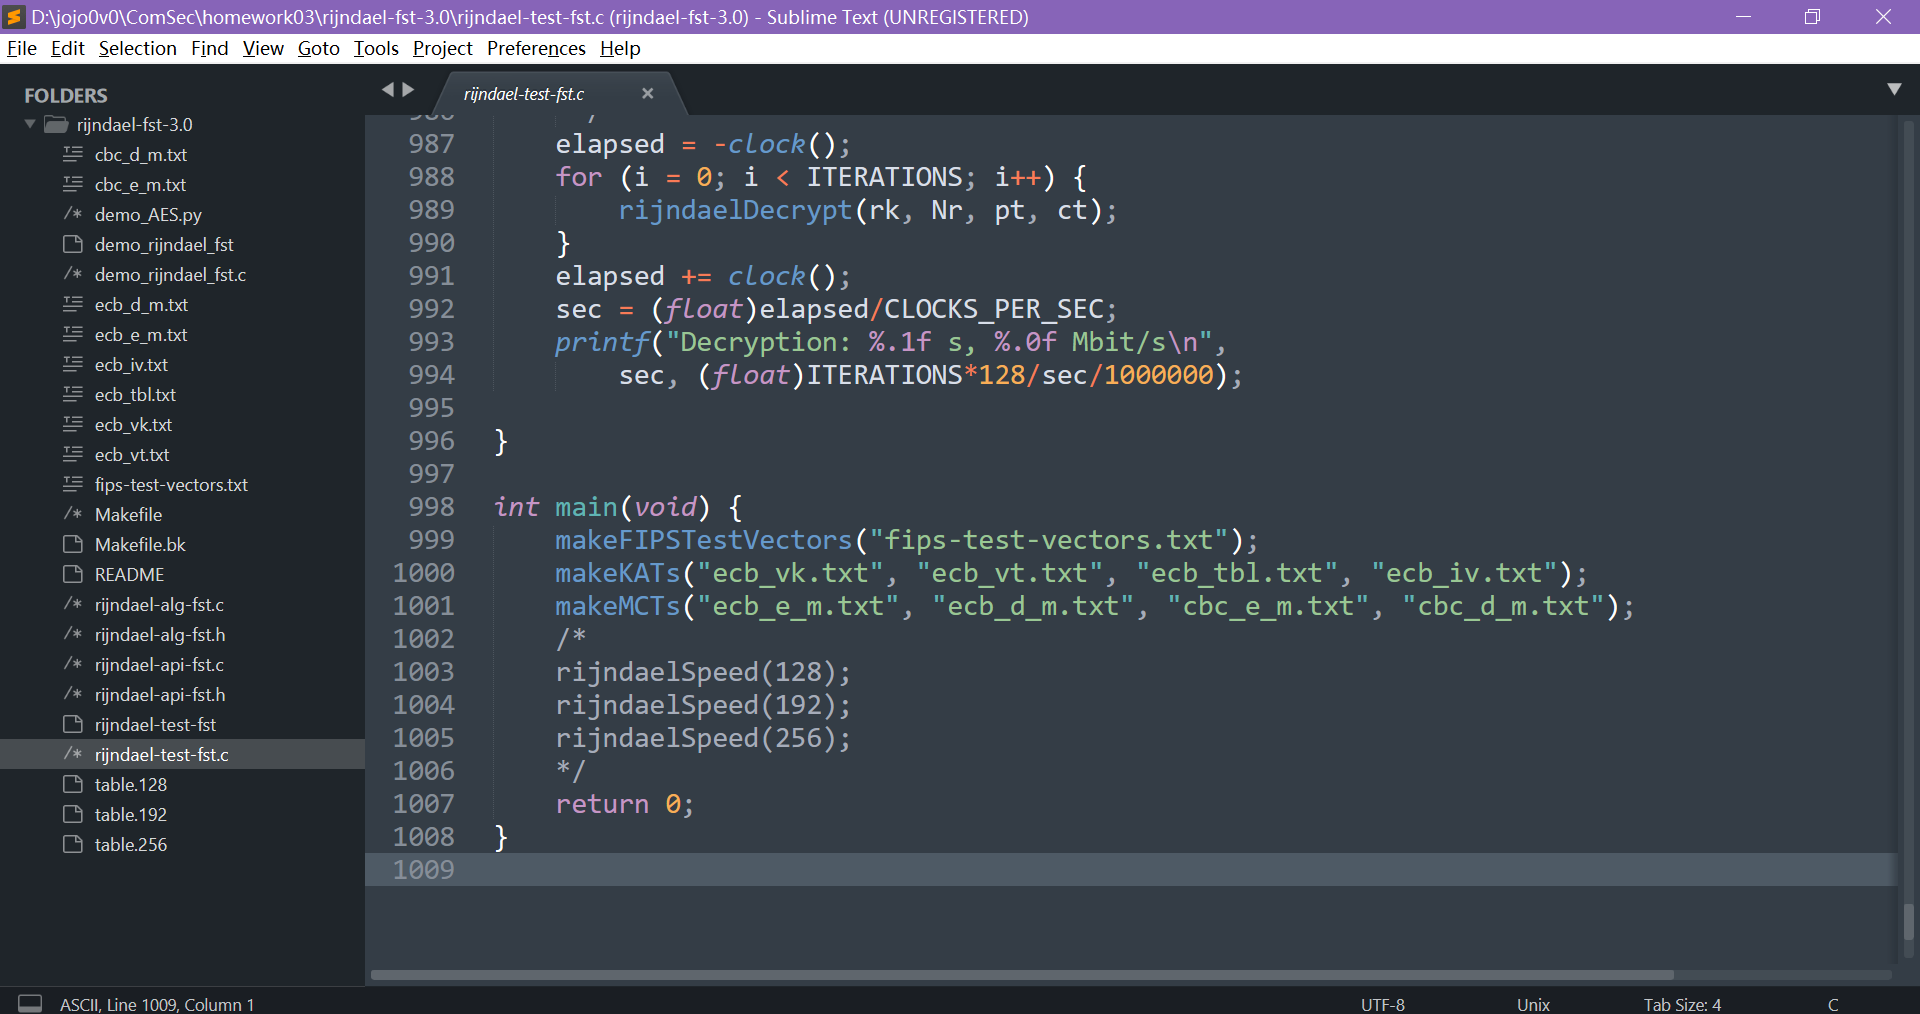 D:\jojo0v0\ComSec\homework03\rijndael-fst-3.0\rijndael-test-fst.c (rijndael-fst-3.0) - Sublime Text (UNREGISTERED)
File Edit Selection Find View Goto Tools Project Preferences Help
FOLDERS
rijndael-fst-3.0
cbc_d_m.txt
cbc_e_m.txt
/* demo_AES.py
demo_rijndael_fst
/* demo_rijndael_fst.c
ecb_d_m.txt
ecb_e_m.txt
ecb_iv.txt
ecb_tbl.txt
ecb_vk.txt
ecb_vt.txt
fips-test-vectors.txt
/* Makefile
Makefile.bk
README
/* rijndael-alg-fst.c
/* rijndael-alg-fst.h
/* rijndael-api-fst.c
/* rijndael-api-fst.h
rijndael-test-fst
/* rijndael-test-fst.c
table.128
table.192
table.256
rijndael-test-fst.c
987 elapsed = -clock();
988 for (i = 0; i < ITERATIONS; i++) {
989 rijndaelDecrypt(rk, Nr, pt, ct);
990 }
991 elapsed += clock();
992 sec = (float)elapsed/CLOCKS_PER_SEC;
993 printf("Decryption: %.1f s, %.0f Mbit/s\n",
994 sec, (float)ITERATIONS*128/sec/1000000);
995
996 }
997
998 int main(void) {
999 makeFIPSTestVectors("fips-test-vectors.txt");
1000 makeKATs("ecb_vk.txt", "ecb_vt.txt", "ecb_tbl.txt", "ecb_iv.txt");
1001 makeMCTs("ecb_e_m.txt", "ecb_d_m.txt", "cbc_e_m.txt", "cbc_d_m.txt");
1002 /*
1003 rijndaelSpeed(128);
1004 rijndaelSpeed(192);
1005 rijndaelSpeed(256);
1006 */
1007 return 0;
1008 }
1009
ASCII, Line 1009, Column 1
UTF-8 Unix Tab Size: 4 C